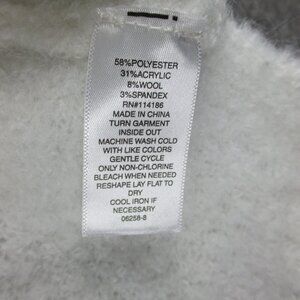 58%POLYESTER
31%ACRYLIC
8%WOOL
3%SPANDEX
RN#114186
MADE IN CHINA
TURN GARMENT
INSIDE OUT
MACHINE WASH COLD
WITH LIKE COLORS
GENTLE CYCLE
ONLY NON-CHLORINE
BLEACH WHEN NEEDED
RESHAPE LAY FLAT TO
DRY
COOL IRON IF
NECESSARY
06258-8